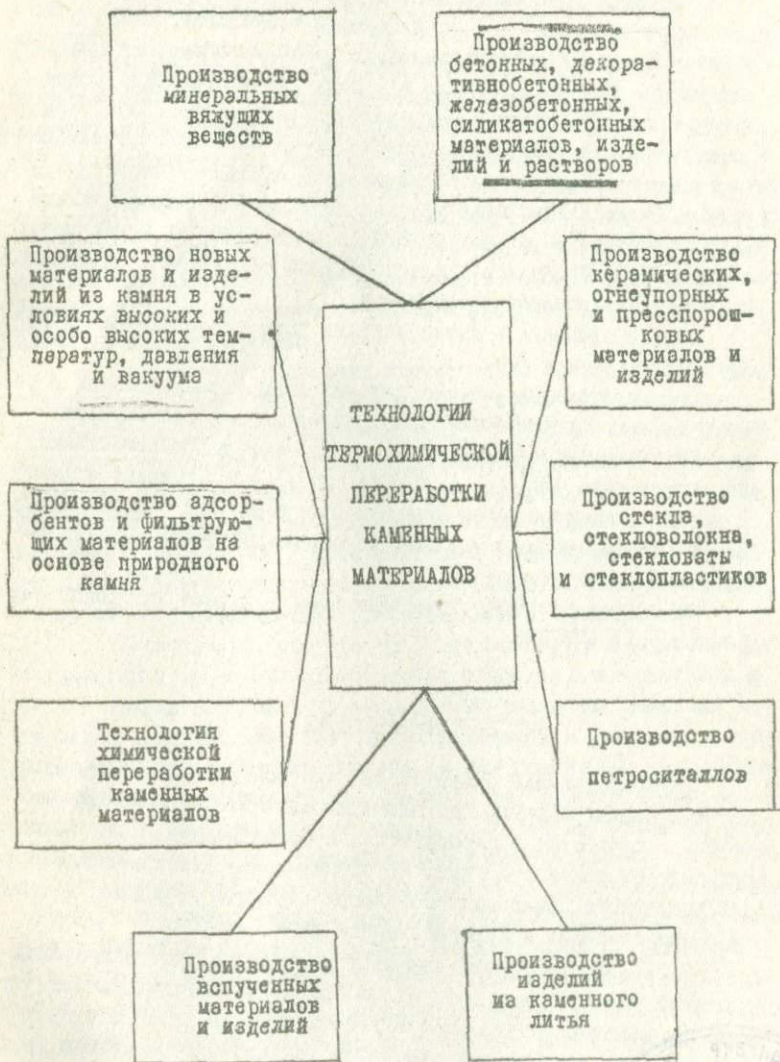 Производство
минеральных
вяжущих
веществ
Производство
бетонных, декора-
тивнобетонных,
железобетонных,
силикатобетонных
материалов, изде-
лий и растворов
Производство новых
материалов и изде-
лий из камня в ус-
ловиях высоких и
особо высоких тем-
ператур, давления
и вакуума
Производство
керамических,
огнеупорных
и пресспорош-
ковых
материалов и
изделий
ТЕХНОЛОГИИ
ТЕРМОХИМИЧЕСКОЙ
ПЕРЕРАБОТКИ
КАМЕННЫХ
МАТЕРИАЛОВ
Производство адсор-
бентов и фильтрую-
щих материалов на
основе природного
камня
Производство
стекла,
стекловолокна,
стекловаты
и стеклопластиков
Технология
химической
переработки
каменных
материалов
Производство
петроситаллов
Производство
вспученных
материалов
и изделий
Производство
изделий
из каменного
литья